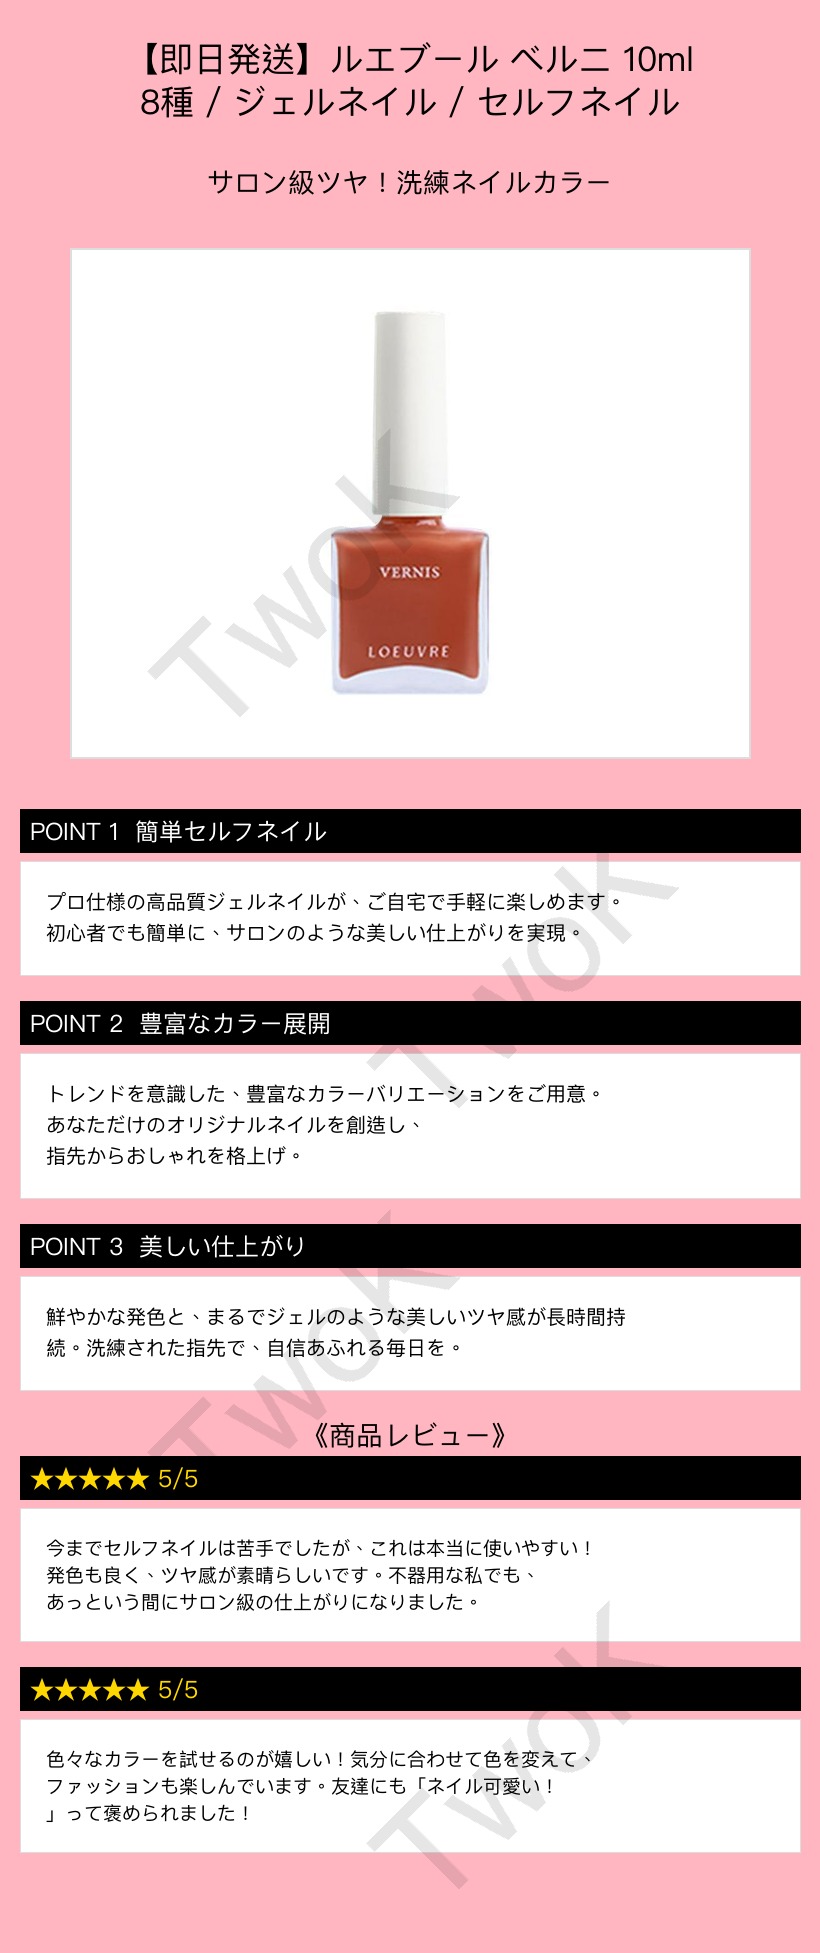 【即日発送】ルエブール ベルニ 10ml
8種 / ジェルネイル / セルフネイル
サロン級ツヤ！洗練ネイルカラー
VERNIS
LOEUVRE
TwoK
POINT 1 簡単セルフネイル
プロ仕様の高品質ジェルネイルが、ご自宅で手軽に楽しめます。
初心者でも簡単に、サロンのような美しい仕上がりを実現。
TwoK
POINT 2 豊富なカラー展開
トレンドを意識した、豊富なカラーバリエーションをご用意。
あなただけのオリジナルネイルを創造し、
指先からおしゃれを格上げ。
POINT 3 美しい仕上がり
鮮やかな発色と、まるでジェルのような美しいツヤ感が長時間持
続。洗練された指先で、自信あふれる毎日を。
TwoK
《商品レビュー》
★★★★★ 5/5
今までセルフネイルは苦手でしたが、これは本当に使いやすい！
発色も良く、ツヤ感が素晴らしいです。不器用な私でも、
あっという間にサロン級の仕上がりになりました。
★★★★★ 5/5
色々なカラーを試せるのが嬉しい！気分に合わせて色を変えて、
ファッションも楽しんでいます。友達にも「ネイル可愛い！
」って褒められました！
TwoK